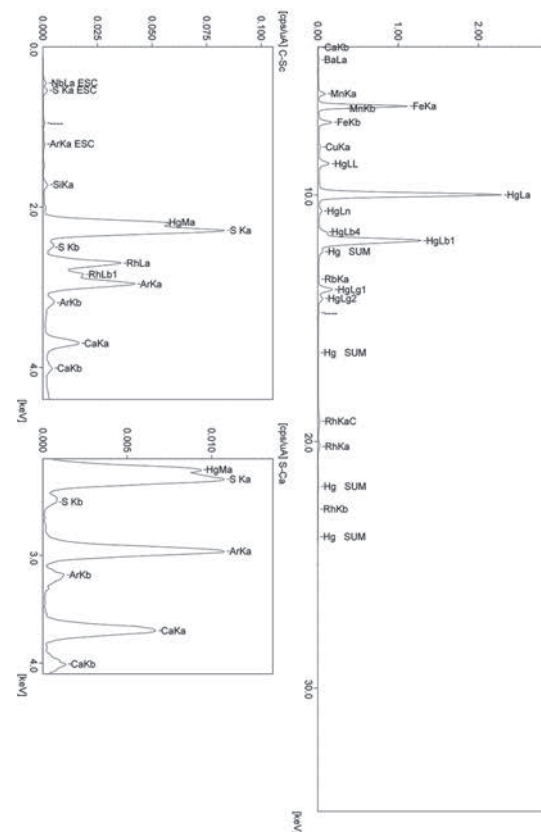 [cps/uA] C-Sc
0.000
0.025
0.050
0.075
0.100
0.0
NbLa ESC
S Ka ESC
ArKa ESC
SiKa
2.0
HgMa
S Ka
S Kb
RhLa
RhLb1
ArKa
ArKb
CaKa
4.0
CaKb
[keV]
[cps/uA] S-Ca
0.000
0.005
0.010
HgMa
S Ka
S Kb
3.0
ArKa
ArKb
CaKa
4.0
CaKb
[keV]
0.00
1.00
2.00
CaKb
BaLa
MnKa
FeKa
MnKb
FeKb
CuKa
HgLL
10.0
HgLa
HgLn
HgLb4
HgLb1
Hg SUM
RbKa
HgLg1
HgLg2
Hg SUM
RhKaC
20.0
RhKa
Hg SUM
RhKb
Hg SUM
30.0
[keV